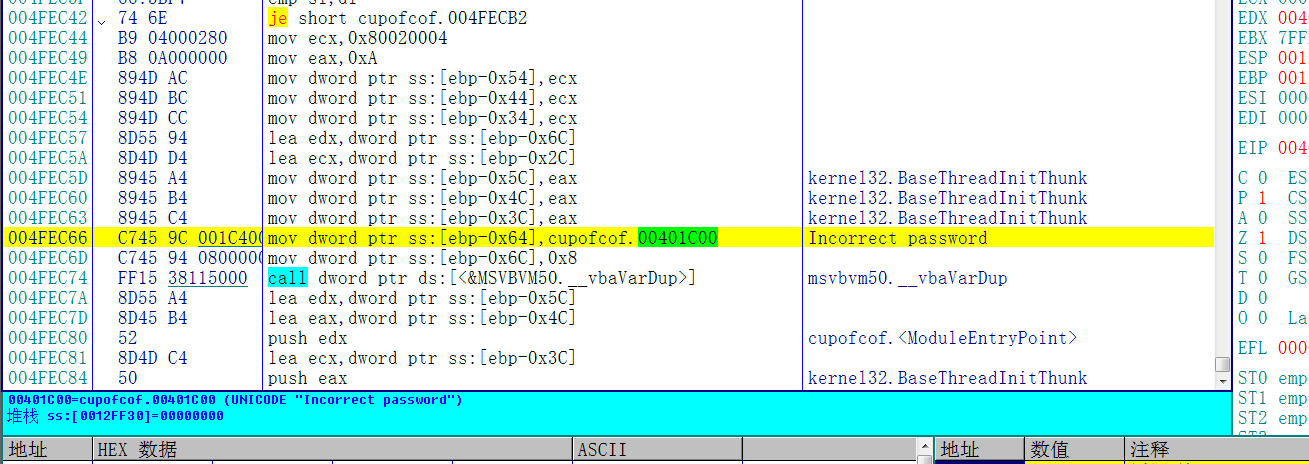 004FEC42 74 6E je short cupofcof.004FECB2
004FEC44 B9 04000280 mov ecx,0x80020004
004FEC49 B8 0A000000 mov eax,0xA
004FEC4E 894D AC mov dword ptr ss:[ebp-0x54],ecx
004FEC51 894D BC mov dword ptr ss:[ebp-0x44],ecx
004FEC54 894D CC mov dword ptr ss:[ebp-0x34],ecx
004FEC57 8D55 94 lea edx,dword ptr ss:[ebp-0x6C]
004FEC5A 8D4D D4 lea ecx,dword ptr ss:[ebp-0x2C]
004FEC5D 8945 A4 mov dword ptr ss:[ebp-0x5C],eax kernel32.BaseThreadInitThunk
004FEC60 8945 B4 mov dword ptr ss:[ebp-0x4C],eax kernel32.BaseThreadInitThunk
004FEC63 8945 C4 mov dword ptr ss:[ebp-0x3C],eax kernel32.BaseThreadInitThunk
004FEC66 C745 9C 001C400 mov dword ptr ss:[ebp-0x64],cupofcof.00401C00 Incorrect password
004FEC6D C745 94 0800000 mov dword ptr ss:[ebp-0x6C],0x8
004FEC74 FF15 38115000 call dword ptr ds:[<&MSVBVM50.__vbaVarDup>] msvbvm50.__vbaVarDup
004FEC7A 8D55 A4 lea edx,dword ptr ss:[ebp-0x5C]
004FEC7D 8D45 B4 lea eax,dword ptr ss:[ebp-0x4C]
004FEC80 52 push edx cupofcof.<ModuleEntryPoint>
004FEC81 8D4D C4 lea ecx,dword ptr ss:[ebp-0x3C]
004FEC84 50 push eax kernel32.BaseThreadInitThunk
00401C00=cupofcof.00401C00 (UNICODE "Incorrect password")
堆栈 ss:[0012FF30]=00000000
地址 HEX 数据 ASCII 地址 数值 注释
EDX 004
EBX 7FF
ESP 001
EBP 001
ESI 000
EDI 000
EIP 004
C 0 ES
P 1 CS
A 0 SS
Z 1 DS
S 0 FS
T 0 GS
D 0
O 0 La
EFL 000
ST0 emp
ST1 emp
ST2 emp